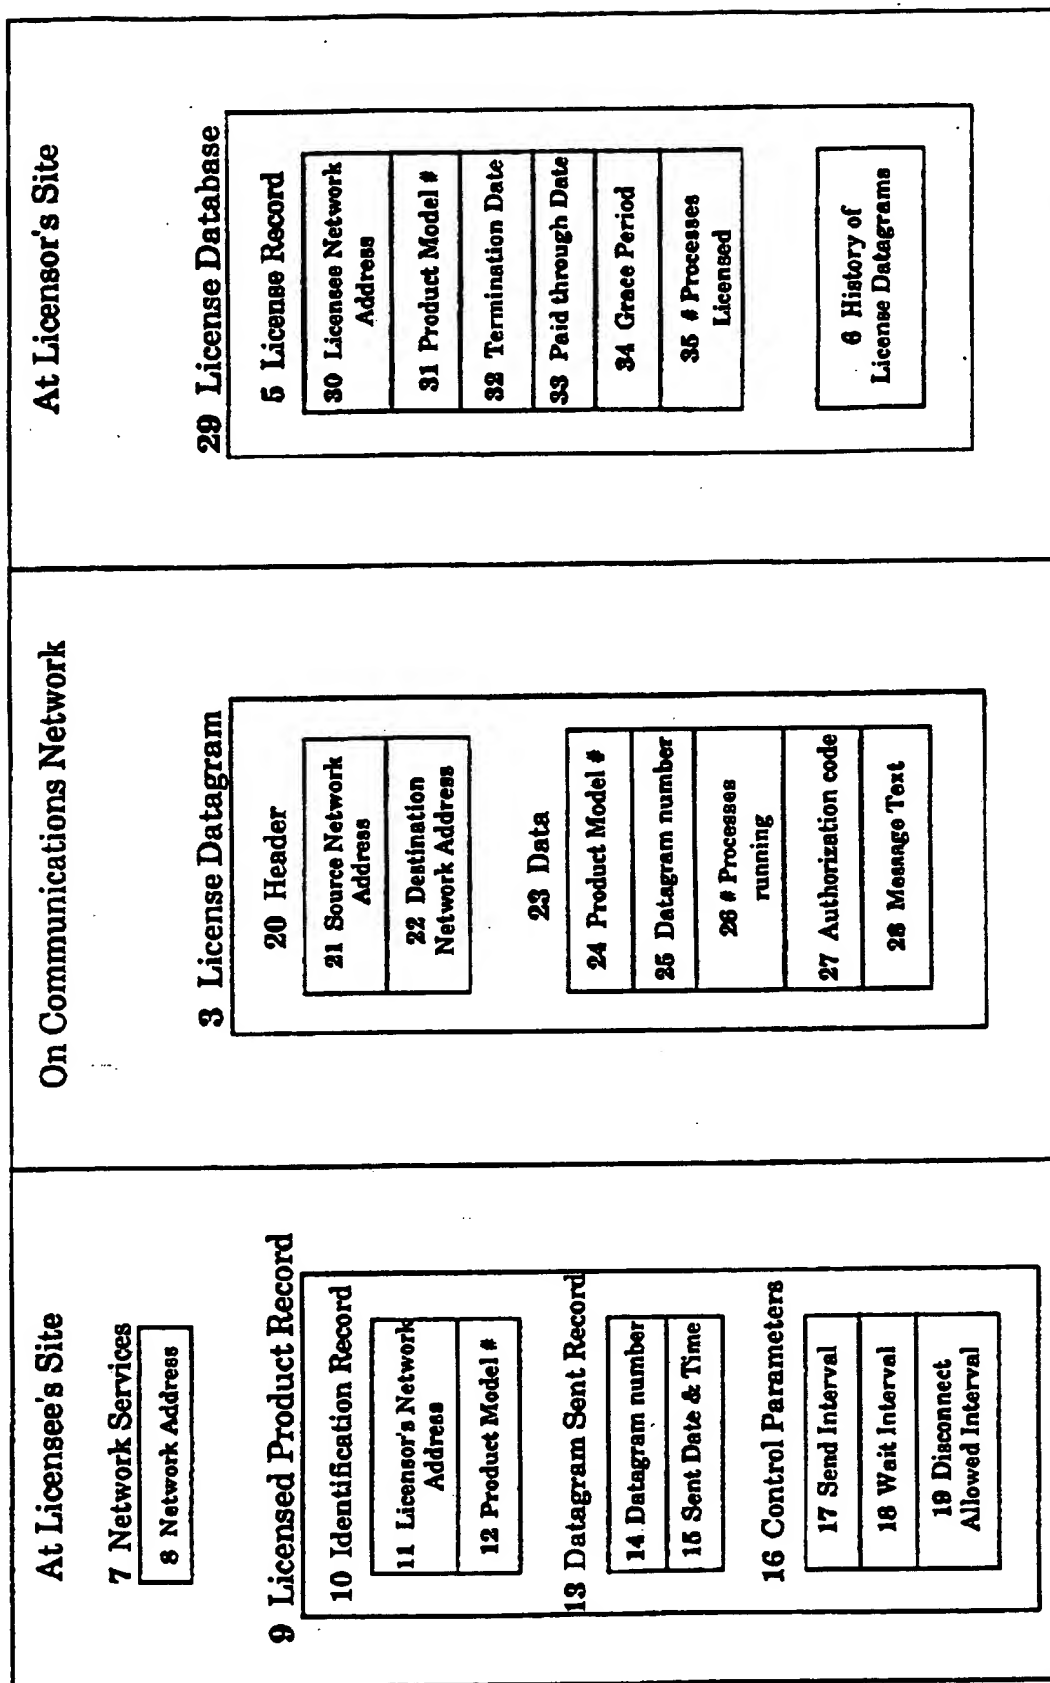 At Licensee's Site
7 Network Services
8 Network Address
9 Licensed Product Record
10 Identification Record
11 Licensor's Network
Address
12 Product Model #
13 Datagram Sent Record
14 Datagram number
15 Sent Date & Time
16 Control Parameters
17 Send Interval
18 Wait Interval
19 Disconnect
Allowed Interval
On Communications Network
3 License Datagram
20 Header
21 Source Network
Address
22 Destination
Network Address
23 Data
24 Product Model #
25 Datagram number
26 # Processes
running
27 Authorization code
28 Message Text
At Licensor's Site
29 License Database
5 License Record
30 Licensee Network
Address
31 Product Model #
32 Termination Date
33 Paid through Date
34 Grace Period
35 # Processes
Licensed
6 History of
License Datagrams